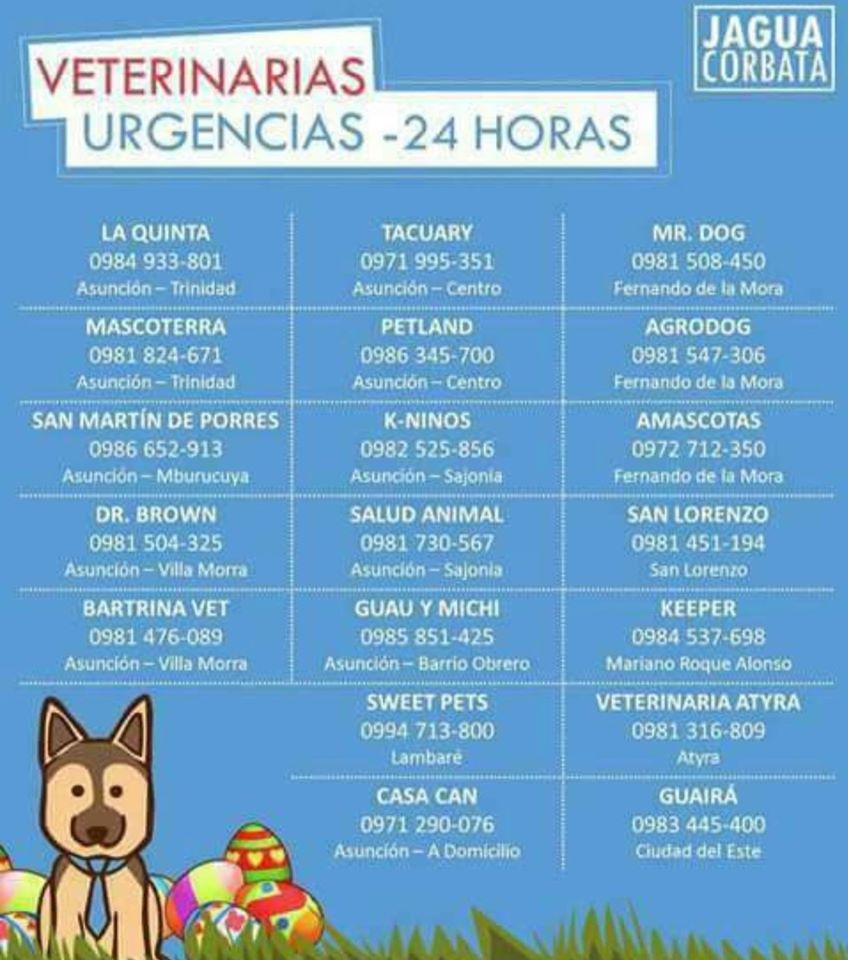 JAGUA
CORBATA
VETERINARIAS
URGENCIAS -24 HORAS
LA QUINTA
0984 933-801
Asunción – Trinidad
TACUARY
0971 995-351
Asunción – Centro
MR. DOG
0981 508-450
Fernando de la Mora
MASCOTERRA
0981 824-671
Asunción – Trinidad
PETLAND
0986 345-700
Asunción – Centro
AGRODOG
0981 547-306
Fernando de la Mora
SAN MARTÍN DE PORRES
0986 652-913
Asunción – Mburucuya
K-NINOS
0982 525-856
Asunción – Sajonia
AMASCOTAS
0972 712-350
Fernando de la Mora
DR. BROWN
0981 504-325
Asunción – Villa Morra
SALUD ANIMAL
0981 730-567
Asunción – Sajonia
SAN LORENZO
0981 451-194
San Lorenzo
BARTRINA VET
0981 476-089
Asunción – Villa Morra
GUAU Y MICHI
0985 851-425
Asunción – Barrio Obrero
KEEPER
0984 537-698
Mariano Roque Alonso
SWEET PETS
0994 713-800
Lambaré
VETERINARIA ATYRA
0981 316-809
Atyra
CASA CAN
0971 290-076
Asunción – A Domicilio
GUAIRÁ
0983 445-400
Ciudad del Este